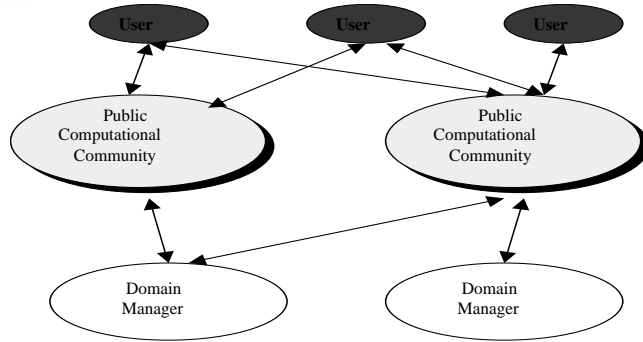 User
User
User
Public
Computational
Community
Public
Computational
Community
Domain
Manager
Domain
Manager